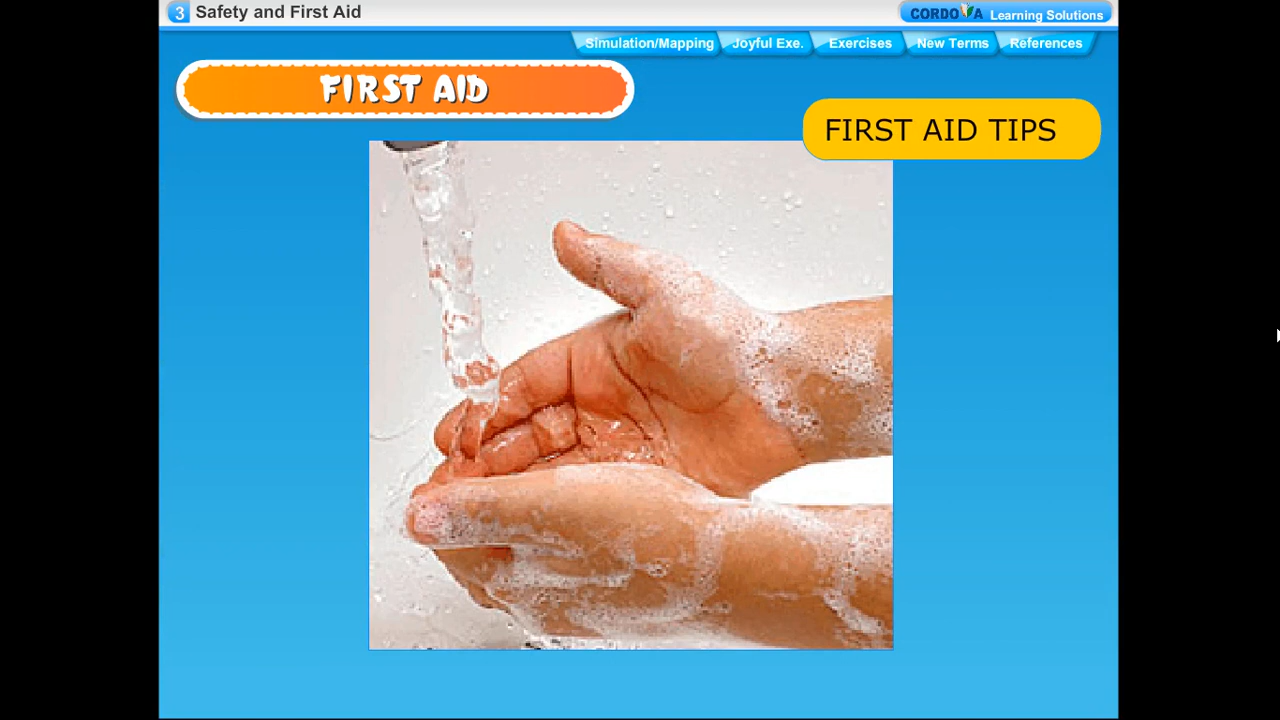 3 Safety and First Aid
CORDOVA Learning Solutions
Simulation/Mapping Joyful Exe. Exercises New Terms References
FIRST AID
FIRST AID TIPS